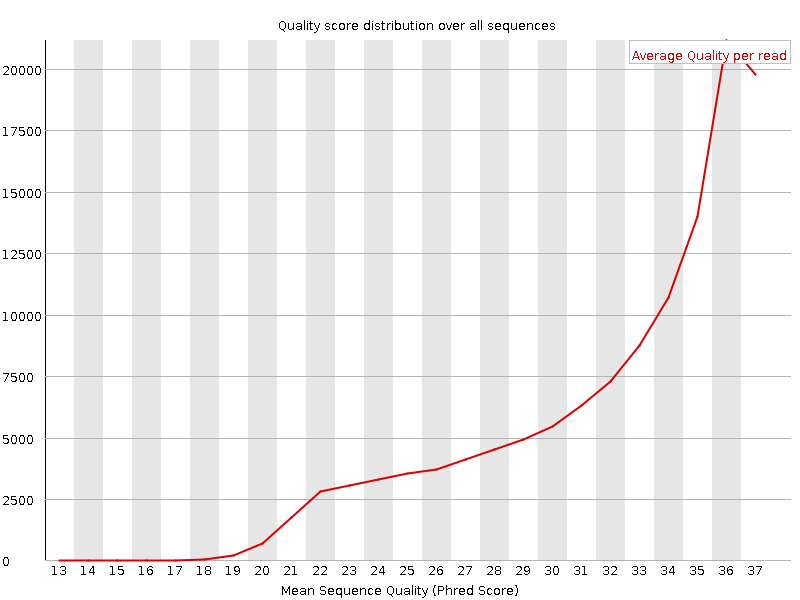 Quality score distribution over all sequences
Average Quality per read
20000
17500
15000
12500
10000
7500
5000
2500
0
13 14 15 16 17 18 19 20 21 22 23 24 25 26 27 28 29 30 31 32 33 34 35 36 37
Mean Sequence Quality (Phred Score)